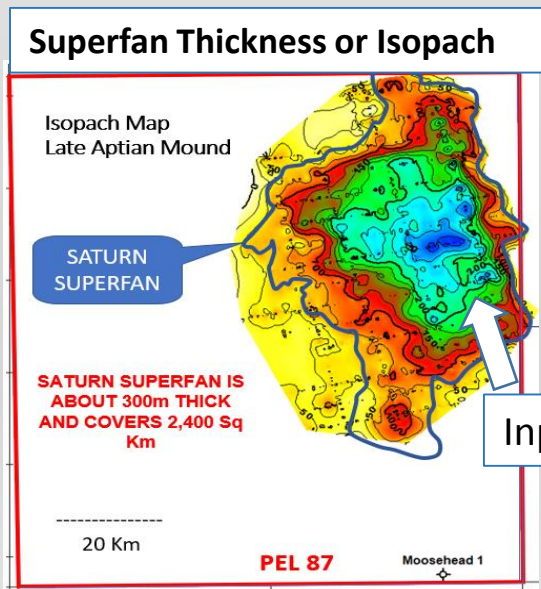 Superfan Thickness or Isopach
Isopach Map
Late Aptian Mound
SATURN
SUPERFAN
SATURN SUPERFAN IS
ABOUT 300m THICK
AND COVERS 2,400 Sq
Km
Inp
20 Km
PEL 87
Moosehead 1